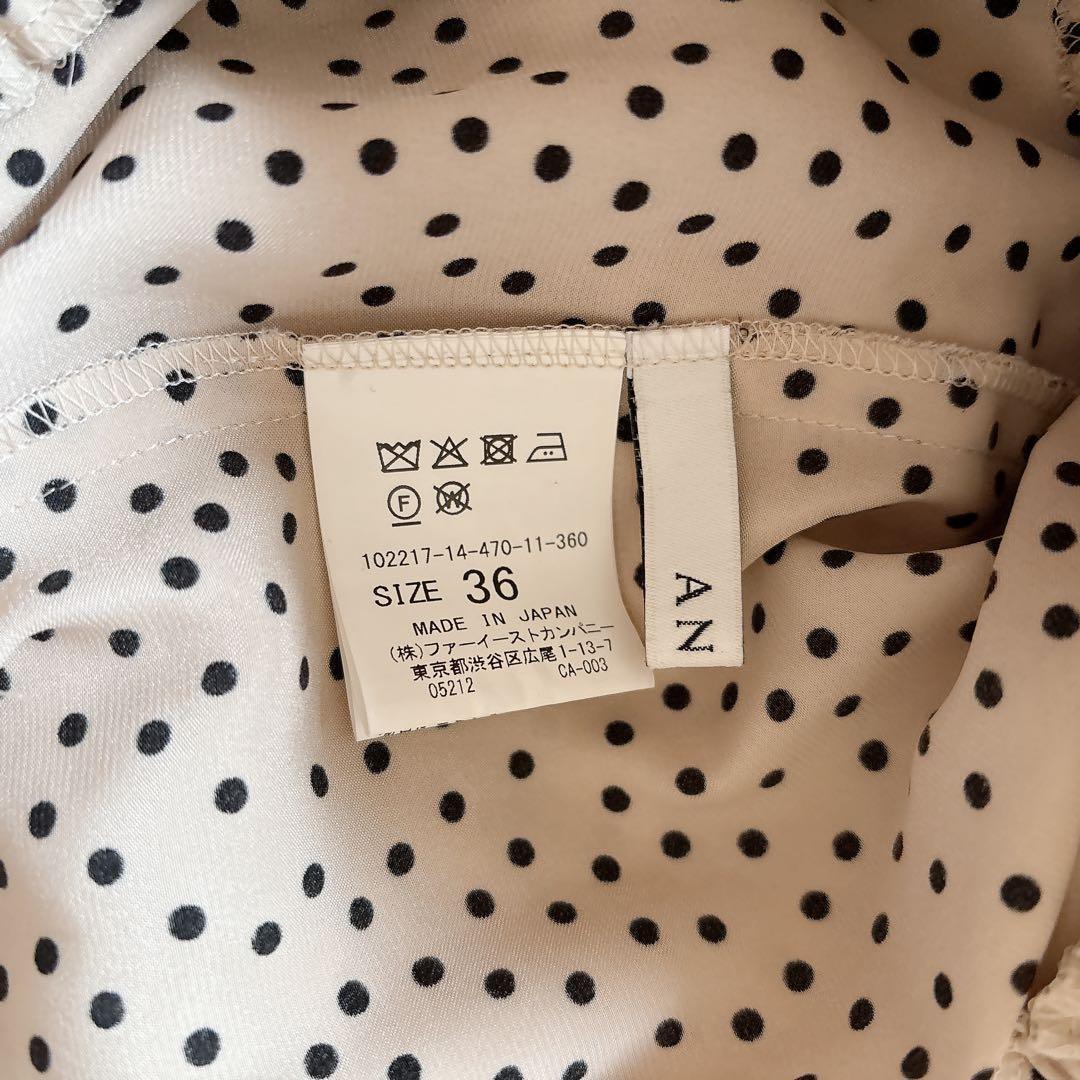 F W
102217-14-470-11-360
SIZE 36
MADE IN JAPAN
(株)ファーイーストカンパニー
東京都渋谷区広尾1-13-7
05212 CA-003
AN